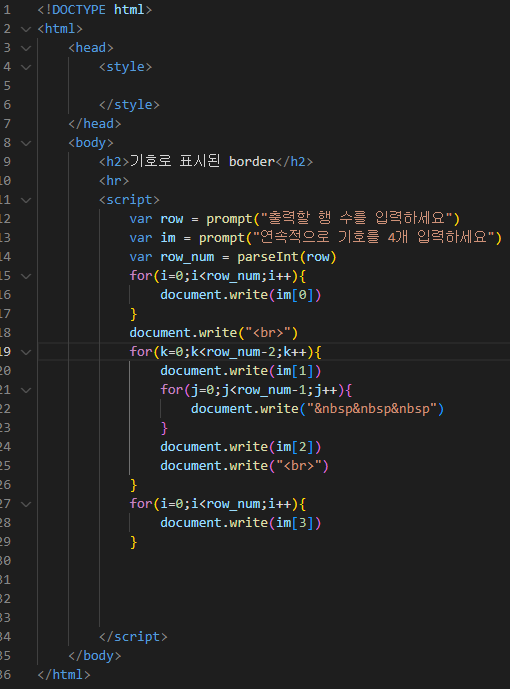 1 <!DOCTYPE html>
2 <html>
3 <head>
4 <style>
5
6 </style>
7 </head>
8 <body>
9 <h2>기호로 표시된 border</h2>
10 <hr>
11 <script>
12 var row = prompt("출력할 행 수를 입력하세요")
13 var im = prompt("연속적으로 기호를 4개 입력하세요")
14 var row_num = parseInt(row)
15 for(i=0;i<row_num;i++){
16 document.write(im[0])
17 }
18 document.write("<br>")
19 for(k=0;k<row_num-2;k++){
20 document.write(im[1])
21 for(j=0;j<row_num-1;j++){
22 document.write("&nbsp&nbsp&nbsp")
23 }
24 document.write(im[2])
25 document.write("<br>")
26 }
27 for(i=0;i<row_num;i++){
28 document.write(im[3])
29 }
30
31
32
33
34 </script>
35 </body>
36 </html>